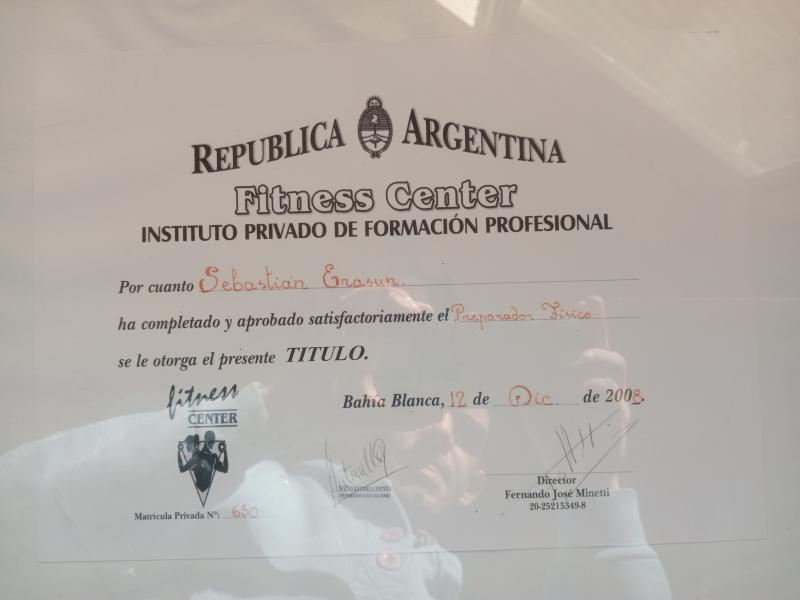 REPUBLICA ARGENTINA
Fitness Center
INSTITUTO PRIVADO DE FORMACIÓN PROFESIONAL
Por cuanto Sebastián Erasun.
ha completado y aprobado satisfactoriamente el Preparador Físico
se le otorga el presente TITULO.
fitness
CENTER
Bahía Blanca, 12 de Dic. de 2008.
Director
Fernando José Minetti
20-25215349-8
Matrícula Privada Nº: 650